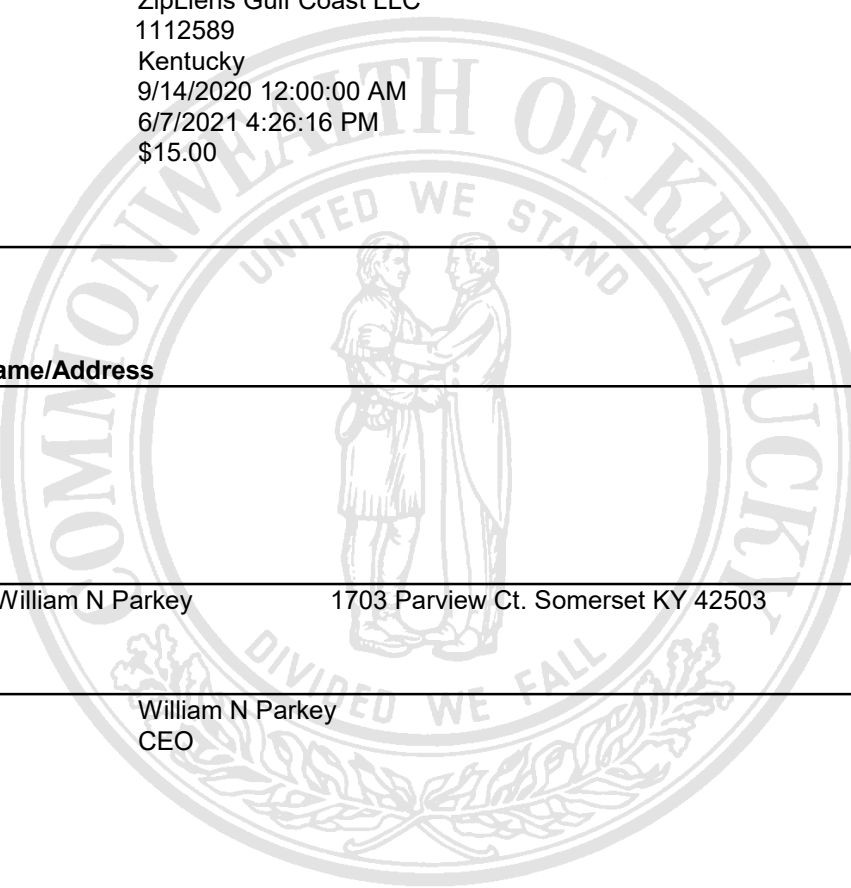 ZipLiens Gulf Coast LLC
1112589
Kentucky
9/14/2020 12:00:00 AM
6/7/2021 4:26:16 PM
$15.00
COMMONWEALTH OF KENTUCKY
UNITED WE STAND
ame/Address
William N Parkey 1703 Parview Ct. Somerset KY 42503
DIVIDED WE FALL
William N Parkey
CEO